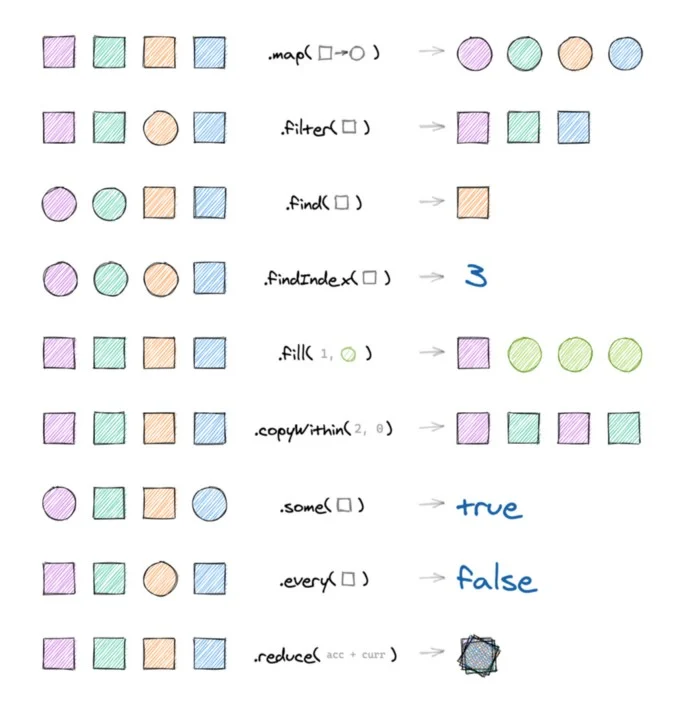 .map( → ) → 
.filter( ) → 
.find( ) → 
.findIndex( ) → 3
.fill( 1, ) → 
.copyWithin( 2, 0 ) → 
.some( ) → true
.every( ) → false
.reduce( acc + curr ) →